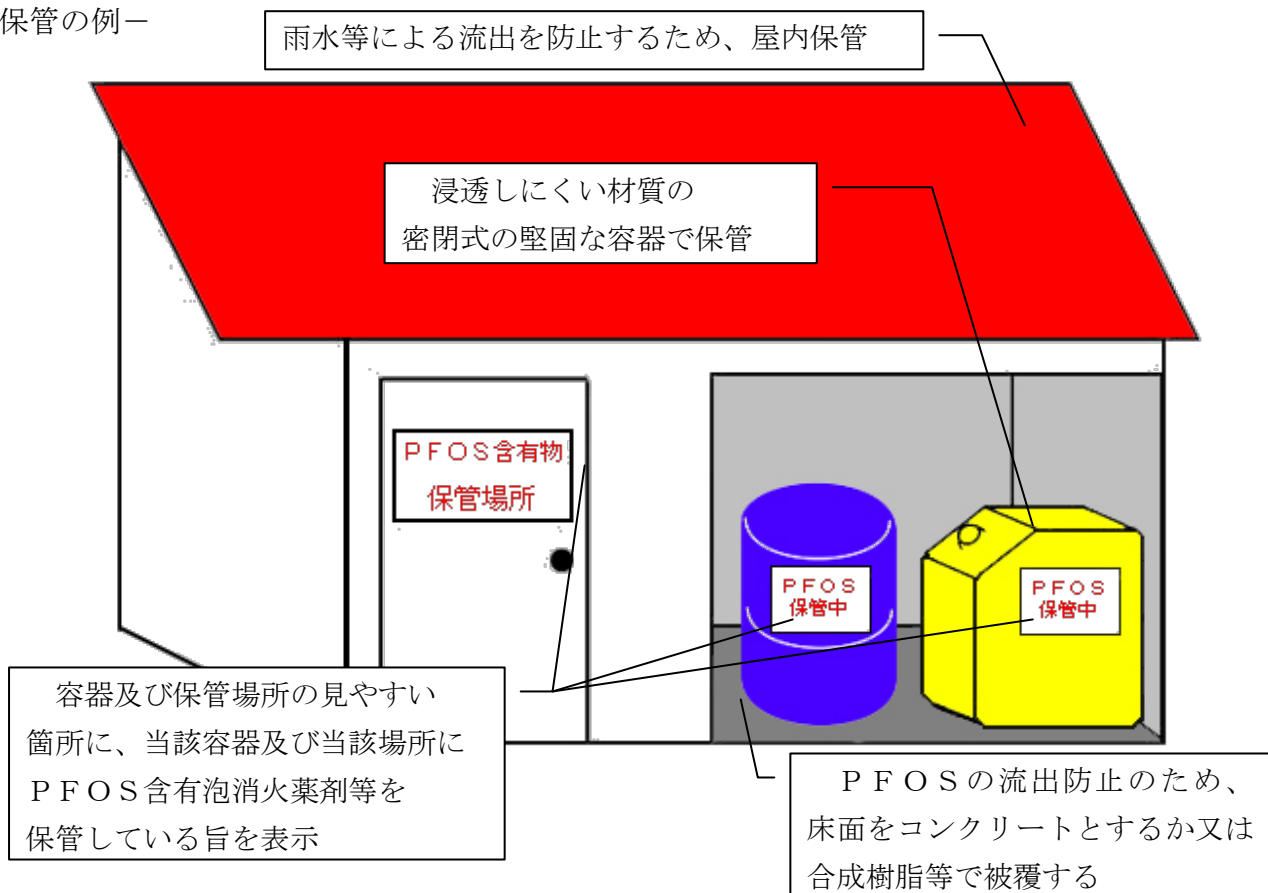 保管の例－
雨水等による流出を防止するため、屋内保管
浸透しにくい材質の
密閉式の堅固な容器で保管
ＰＦＯＳ含有物
保管場所
ＰＦＯＳ
保管中
ＰＦＯＳ
保管中
容器及び保管場所の見やすい
箇所に、当該容器及び当該場所に
ＰＦＯＳ含有泡消火薬剤等を
保管している旨を表示
ＰＦＯＳの流出防止のため、
床面をコンクリートとするか又は
合成樹脂等で被覆する